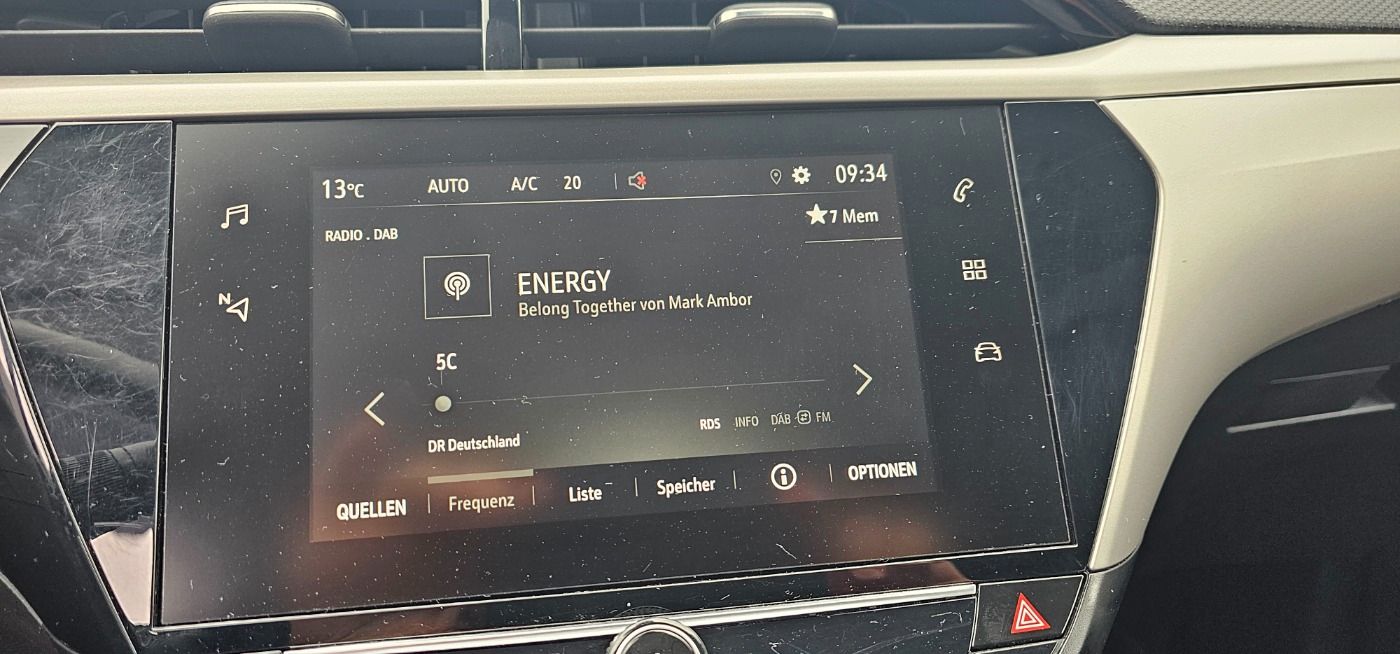 13°C AUTO A/C 20 09:34
7 Mem
RADIO . DAB
ENERGY
Belong Together von Mark Ambor
N
5C
RDS INFO DAB FM
DR Deutschland
QUELLEN Frequenz Liste Speicher OPTIONEN